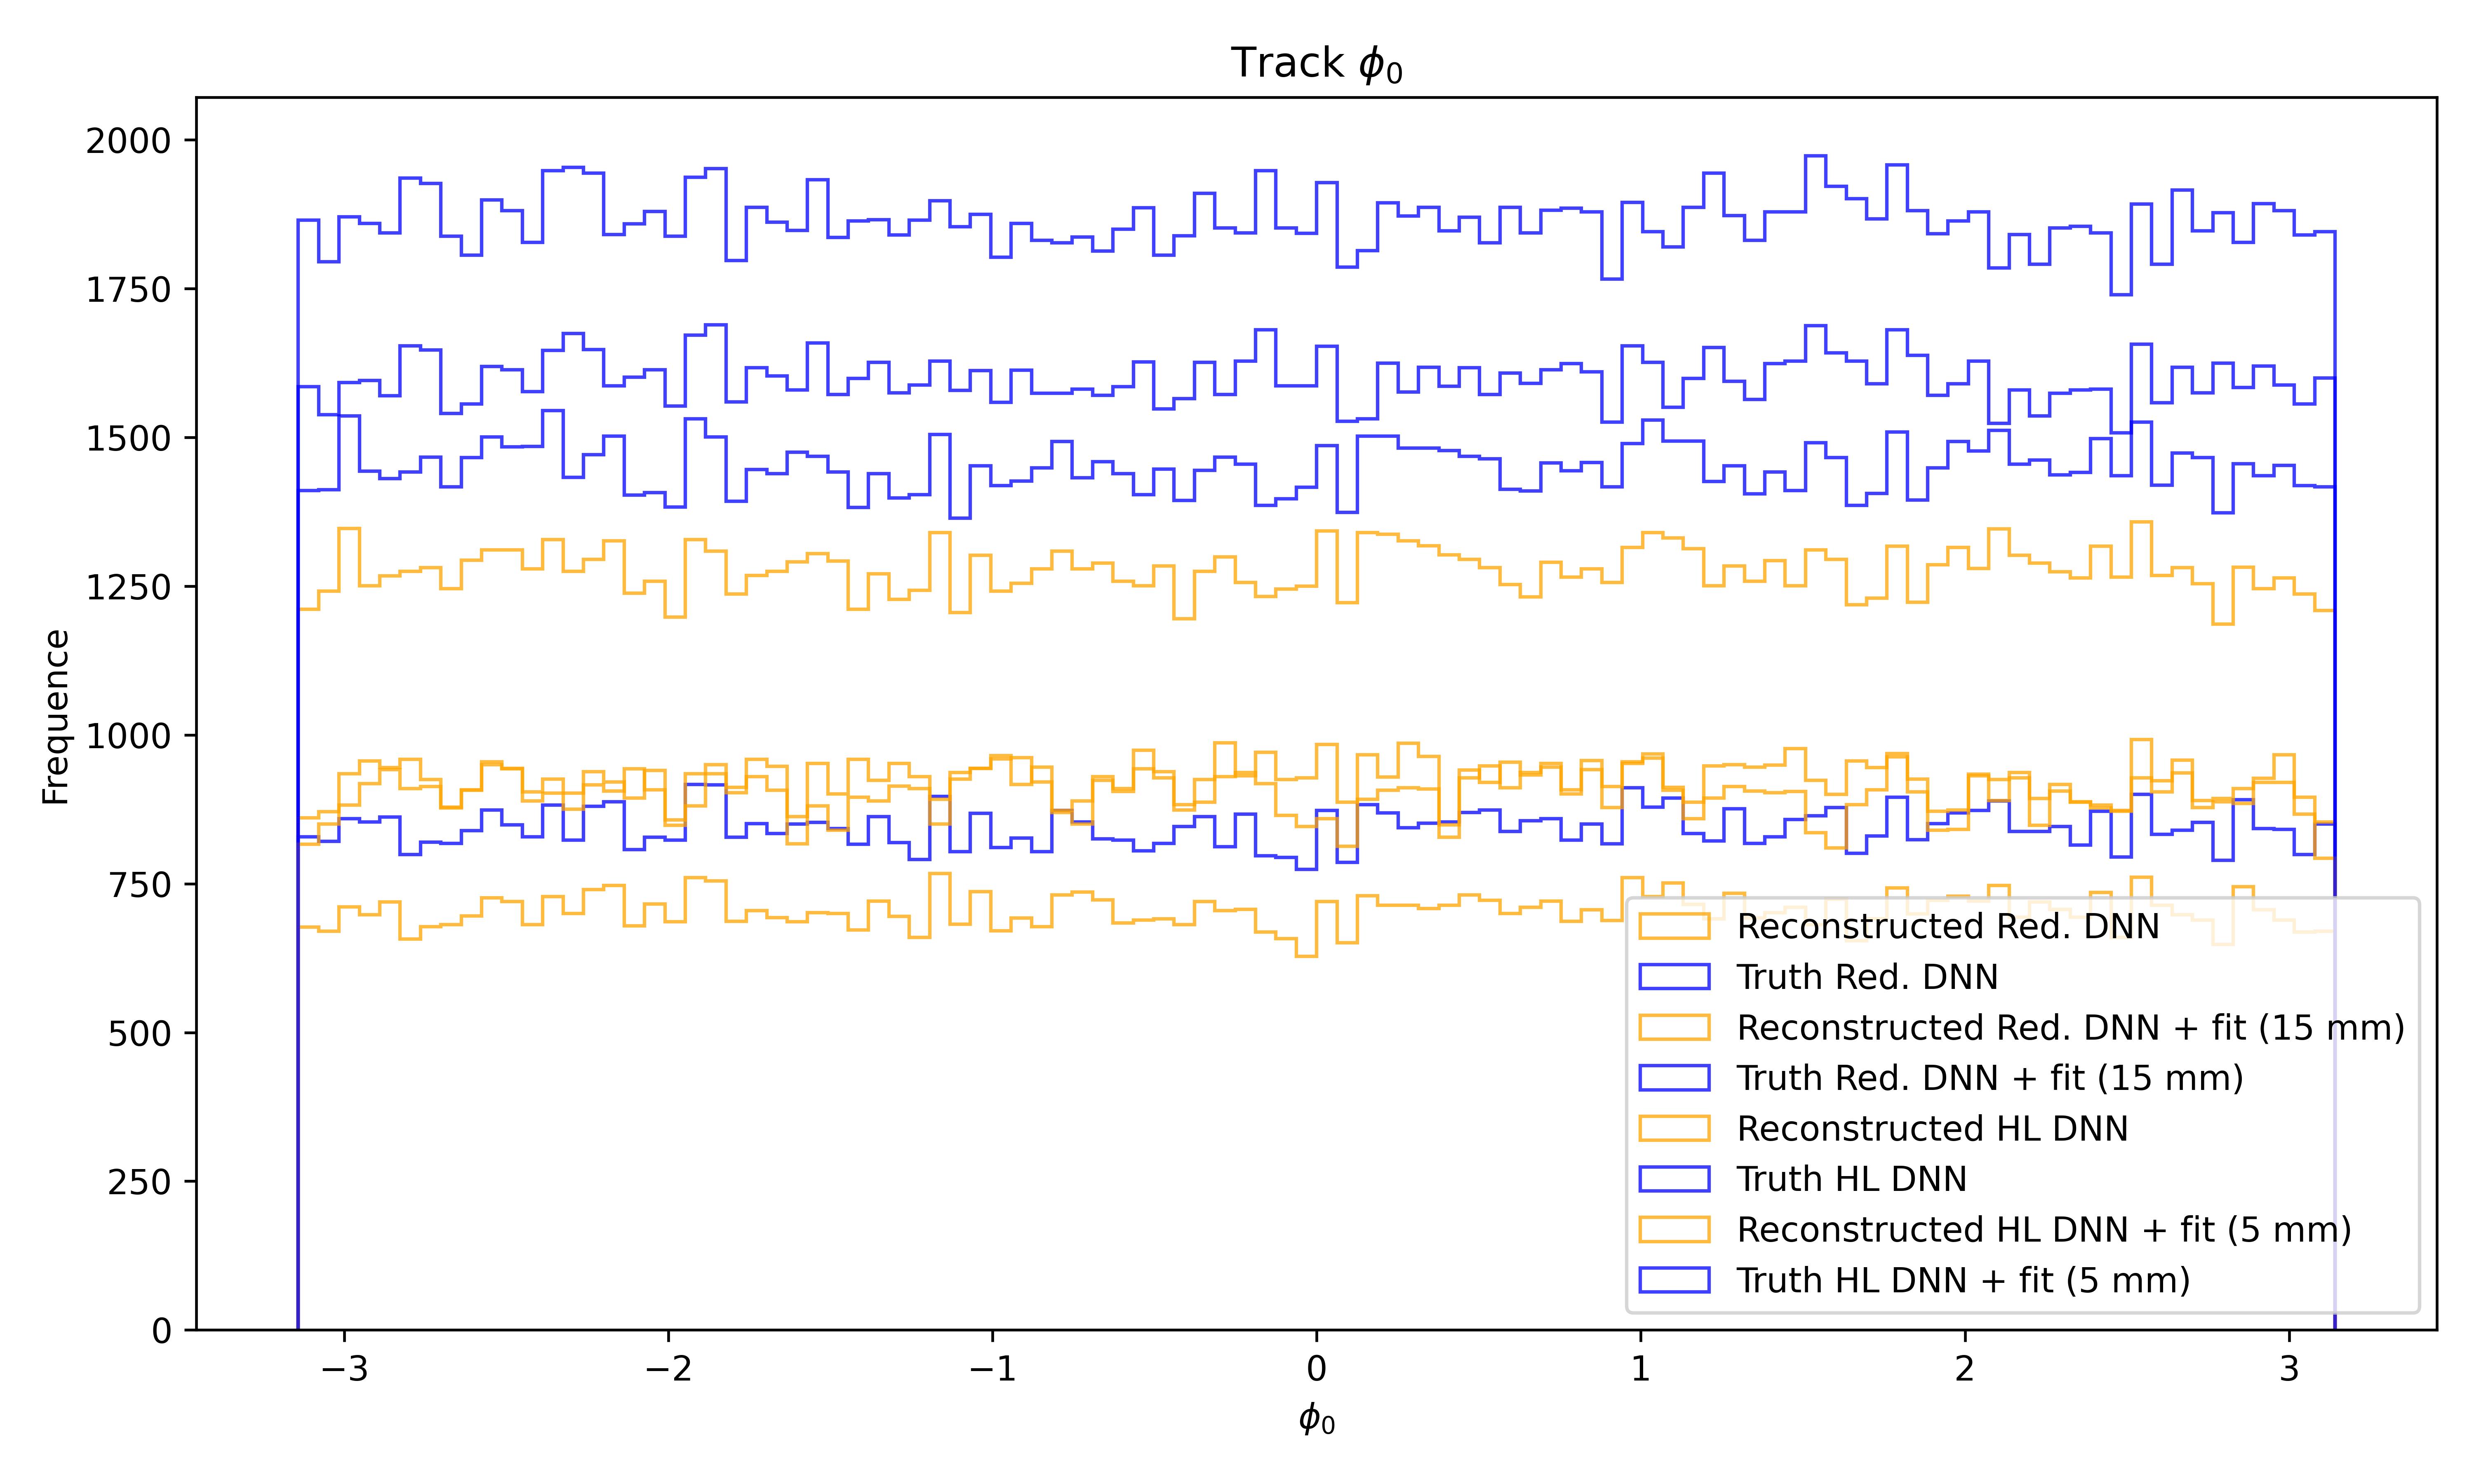 Track ϕ₀
2000
1750
1500
1250
1000
750
500
250
0
Frequence
−3
−2
−1
0
1
2
3
ϕ₀
Reconstructed Red. DNN
Truth Red. DNN
Reconstructed Red. DNN + fit (15 mm)
Truth Red. DNN + fit (15 mm)
Reconstructed HL DNN
Truth HL DNN
Reconstructed HL DNN + fit (5 mm)
Truth HL DNN + fit (5 mm)